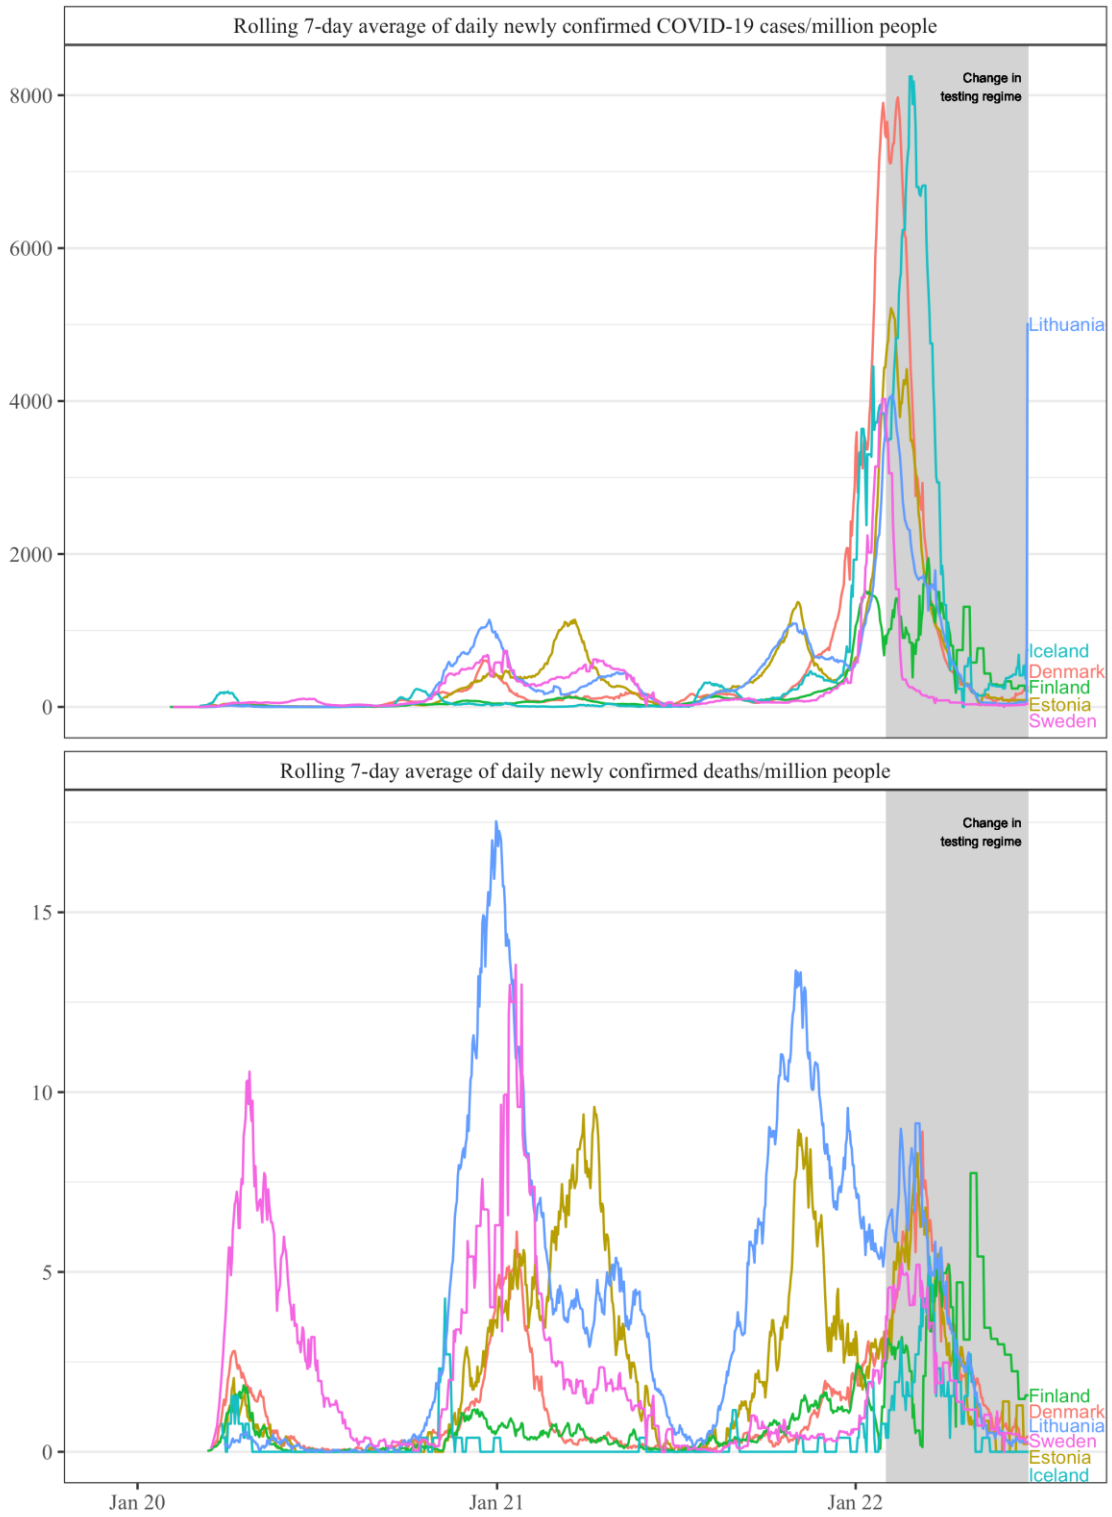 Rolling 7-day average of daily newly confirmed COVID-19 cases/million people
Change in
testing regime
8000
6000
4000
2000
0
Lithuania
Iceland
Denmark
Finland
Estonia
Sweden
Rolling 7-day average of daily newly confirmed deaths/million people
Change in
testing regime
15
10
5
0
Finland
Denmark
Lithuania
Sweden
Estonia
Iceland
Jan 20
Jan 21
Jan 22